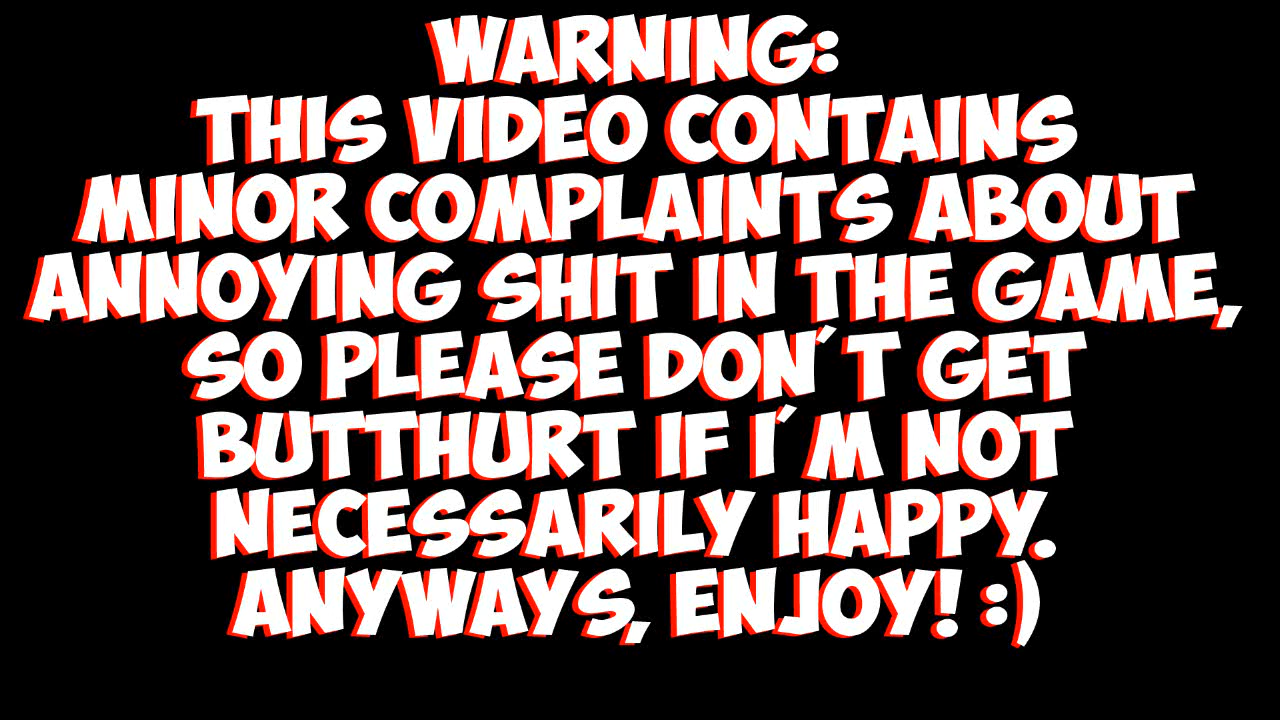 WARNING:
THIS VIDEO CONTAINS
MINOR COMPLAINTS ABOUT
ANNOYING SHIT IN THE GAME,
SO PLEASE DON´T GET
BUTTHURT IF I´M NOT
NECESSARILY HAPPY.
ANYWAYS, ENJOY! :)